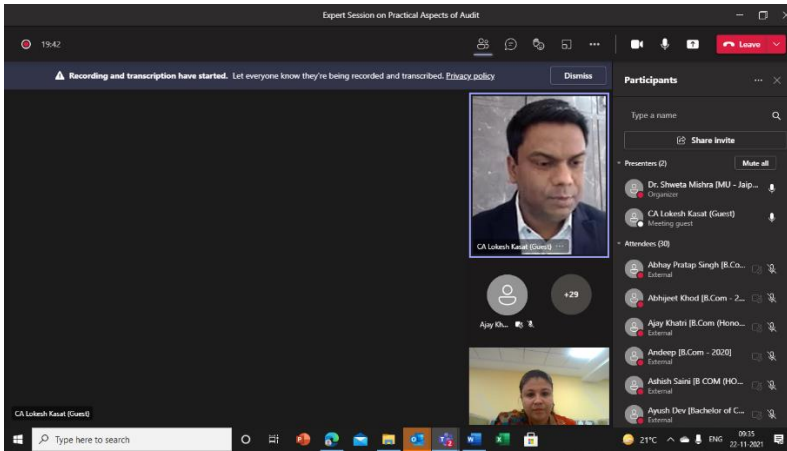 Expert Session on Practical Aspects of Audit
19:42
Leave
Recording and transcription have started. Let everyone know they're being recorded and transcribed. Privacy policy
Dismiss
Participants
Type a name
Share invite
Presenters (2)
Mute all
Dr. Shweta Mishra [MU - Jaip...
Organizer
CA Lokesh Kasat (Guest)
Meeting guest
Attendees (30)
Abhay Pratap Singh [B.Co...
External
Abhijeet Khod [B.Com - 2...
Ajay Khatri [B.Com (Hono...
External
Andeep [B.Com - 2020]
External
Ashish Saini [B COM (HO...
External
Ayush Dev [Bachelor of C...
External
CA Lokesh Kasat (Guest) ...
+29
Ajay Kh...
CA Lokesh Kasat (Guest)
Type here to search
21°C
ENG
09:35
22-11-2021